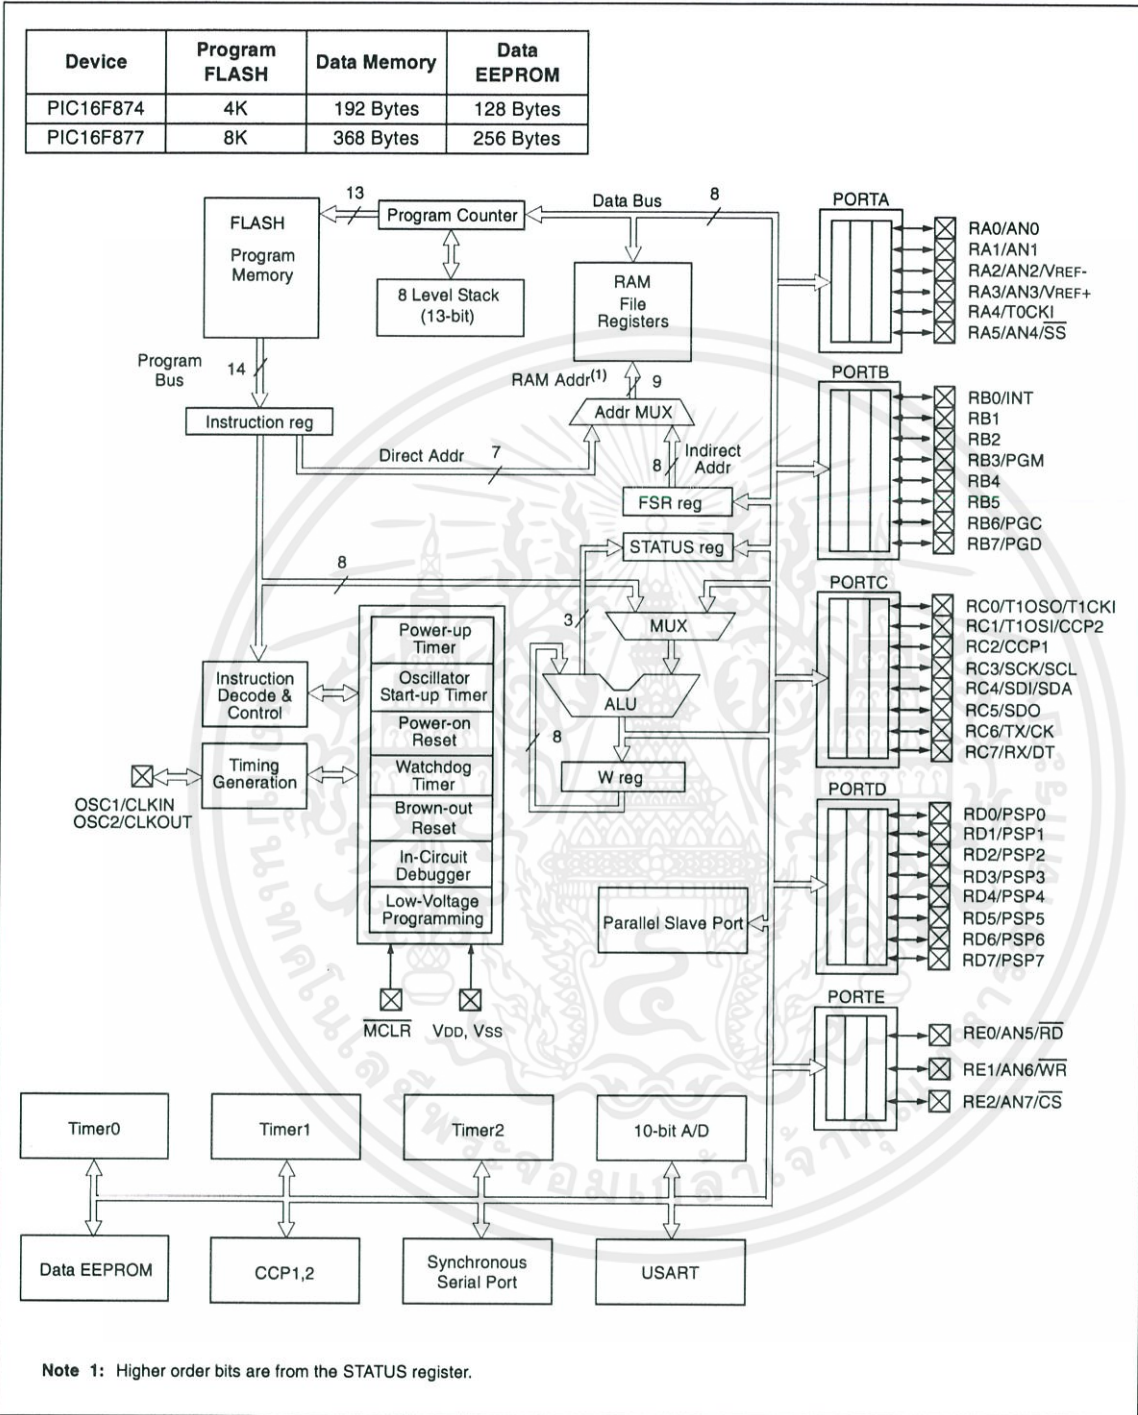 Device Program FLASH Data Memory Data EEPROM
PIC16F874 4K 192 Bytes 128 Bytes
PIC16F877 8K 368 Bytes 256 Bytes
FLASH
Program
Memory
13
Program Counter
Data Bus
8
8 Level Stack
(13-bit)
RAM
File
Registers
Program
Bus
14
RAM Addr(1)
9
Addr MUX
Instruction reg
Direct Addr
7
8
Indirect
Addr
FSR reg
STATUS reg
8
3
MUX
ALU
8
W reg
Power-up
Timer
Oscillator
Start-up Timer
Power-on
Reset
Watchdog
Timer
Brown-out
Reset
In-Circuit
Debugger
Low-Voltage
Programming
Instruction
Decode &
Control
Timing
Generation
OSC1/CLKIN
OSC2/CLKOUT
MCLR
VDD, VSS
Parallel Slave Port
PORTA
RA0/AN0
RA1/AN1
RA2/AN2/VREF-
RA3/AN3/VREF+
RA4/T0CKI
RA5/AN4/SS
PORTB
RB0/INT
RB1
RB2
RB3/PGM
RB4
RB5
RB6/PGC
RB7/PGD
PORTC
RC0/T1OSO/T1CKI
RC1/T1OSI/CCP2
RC2/CCP1
RC3/SCK/SCL
RC4/SDI/SDA
RC5/SDO
RC6/TX/CK
RC7/RX/DT
PORTD
RD0/PSP0
RD1/PSP1
RD2/PSP2
RD3/PSP3
RD4/PSP4
RD5/PSP5
RD6/PSP6
RD7/PSP7
PORTE
RE0/AN5/RD
RE1/AN6/WR
RE2/AN7/CS
Timer0
Timer1
Timer2
10-bit A/D
Data EEPROM
CCP1,2
Synchronous
Serial Port
USART
Note 1: Higher order bits are from the STATUS register.